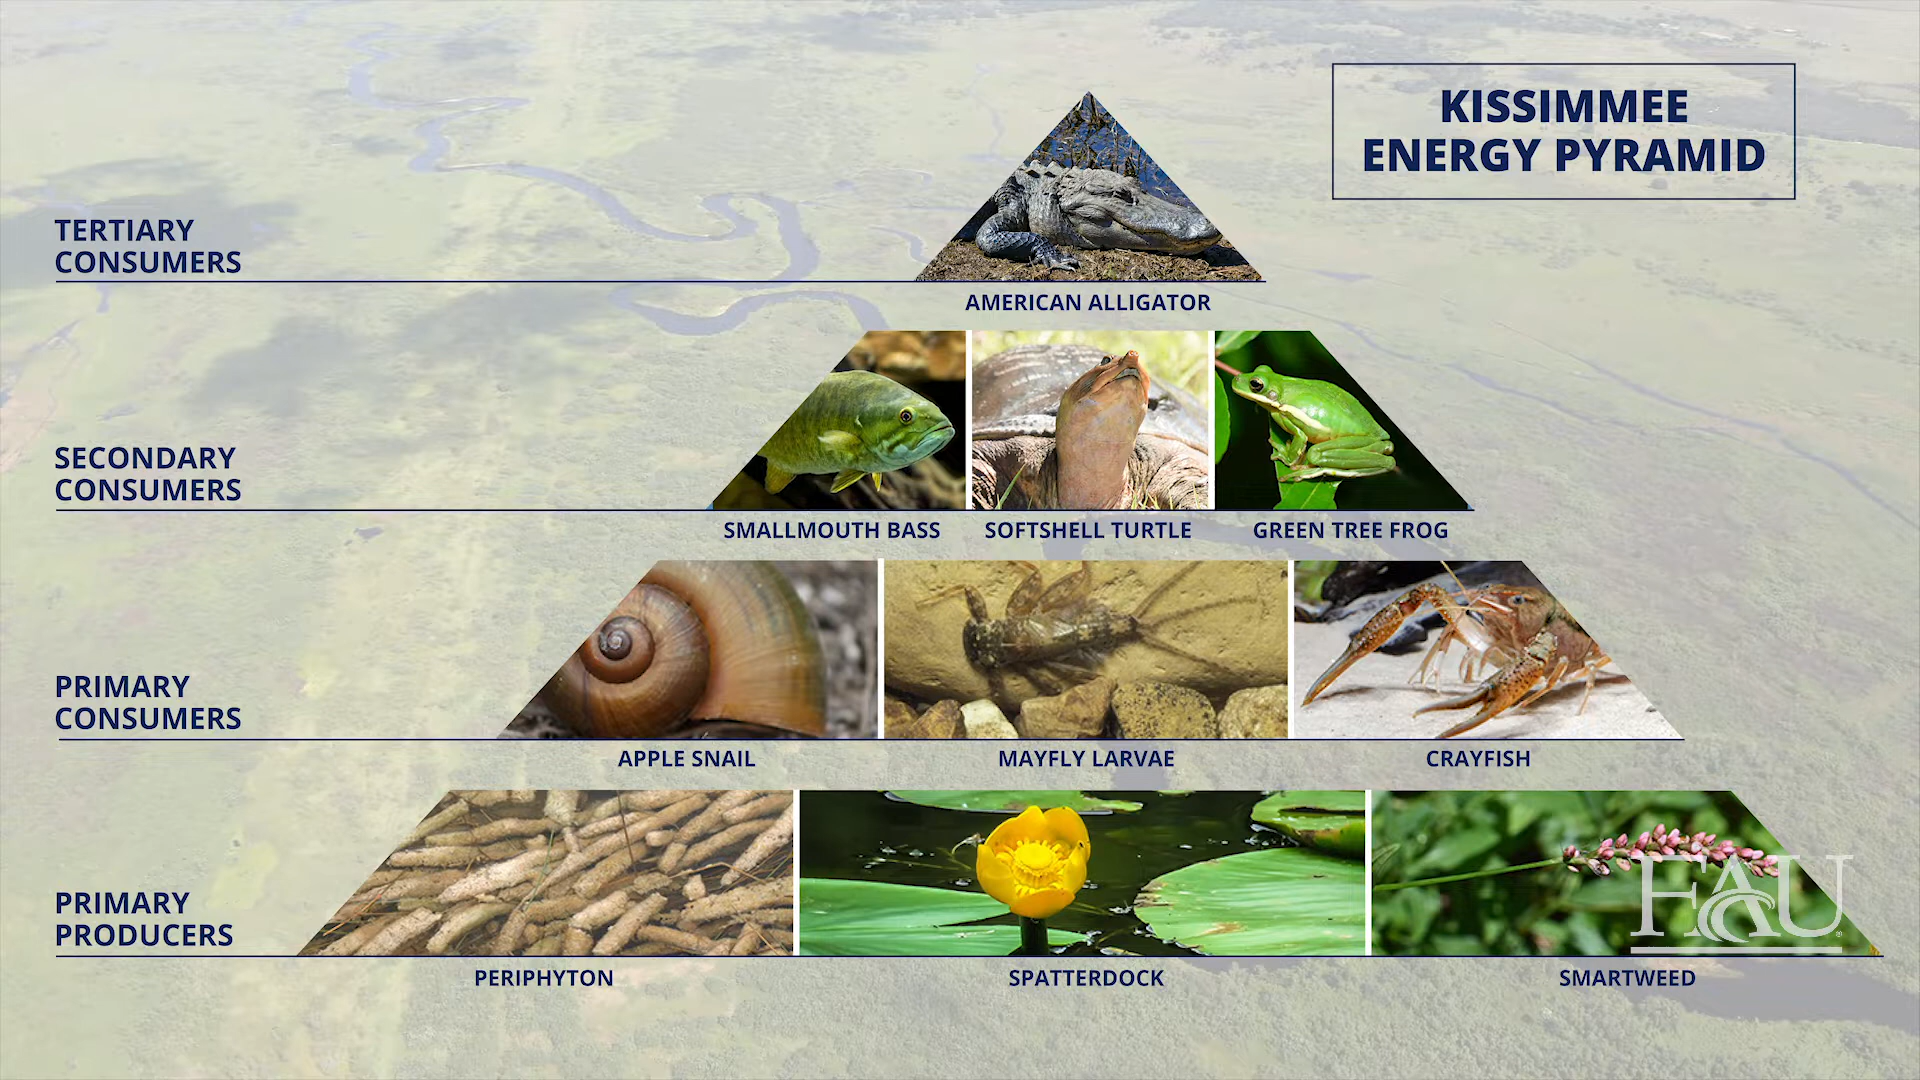 KISSIMMEE
ENERGY PYRAMID
TERTIARY
CONSUMERS
AMERICAN ALLIGATOR
SECONDARY
CONSUMERS
SMALLMOUTH BASS
SOFTSHELL TURTLE
GREEN TREE FROG
PRIMARY
CONSUMERS
APPLE SNAIL
MAYFLY LARVAE
CRAYFISH
PRIMARY
PRODUCERS
FAU®
PERIPHYTON
SPATTERDOCK
SMARTWEED